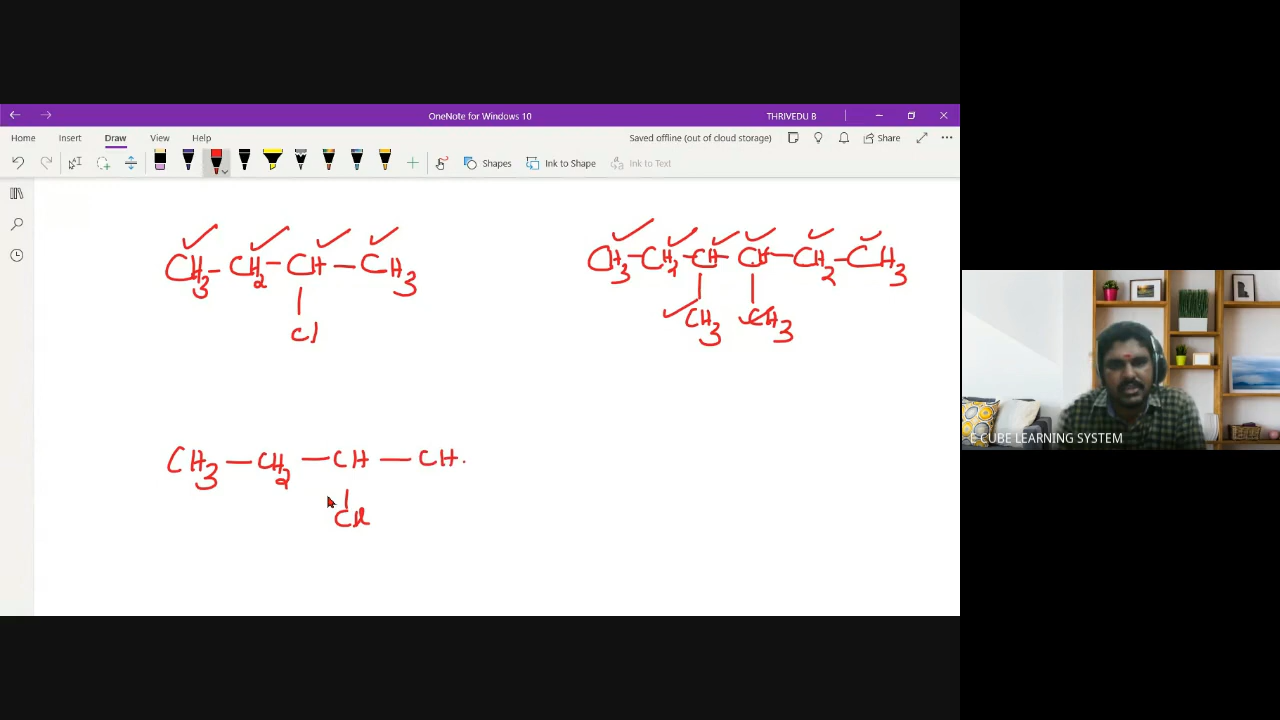 OneNote for Windows 10
THRIVEDU B
Home Insert Draw View Help
Saved offline (out of cloud storage)
Share
Shapes
Ink to Shape
Ink to Text
CH3 - CH2 - CH - CH3
Cl
CH3 - CH2 - CH - CH - CH2 - CH3
CH3 CH3
CH3 - CH2 - CH - CH
Cl
E CUBE LEARNING SYSTEM